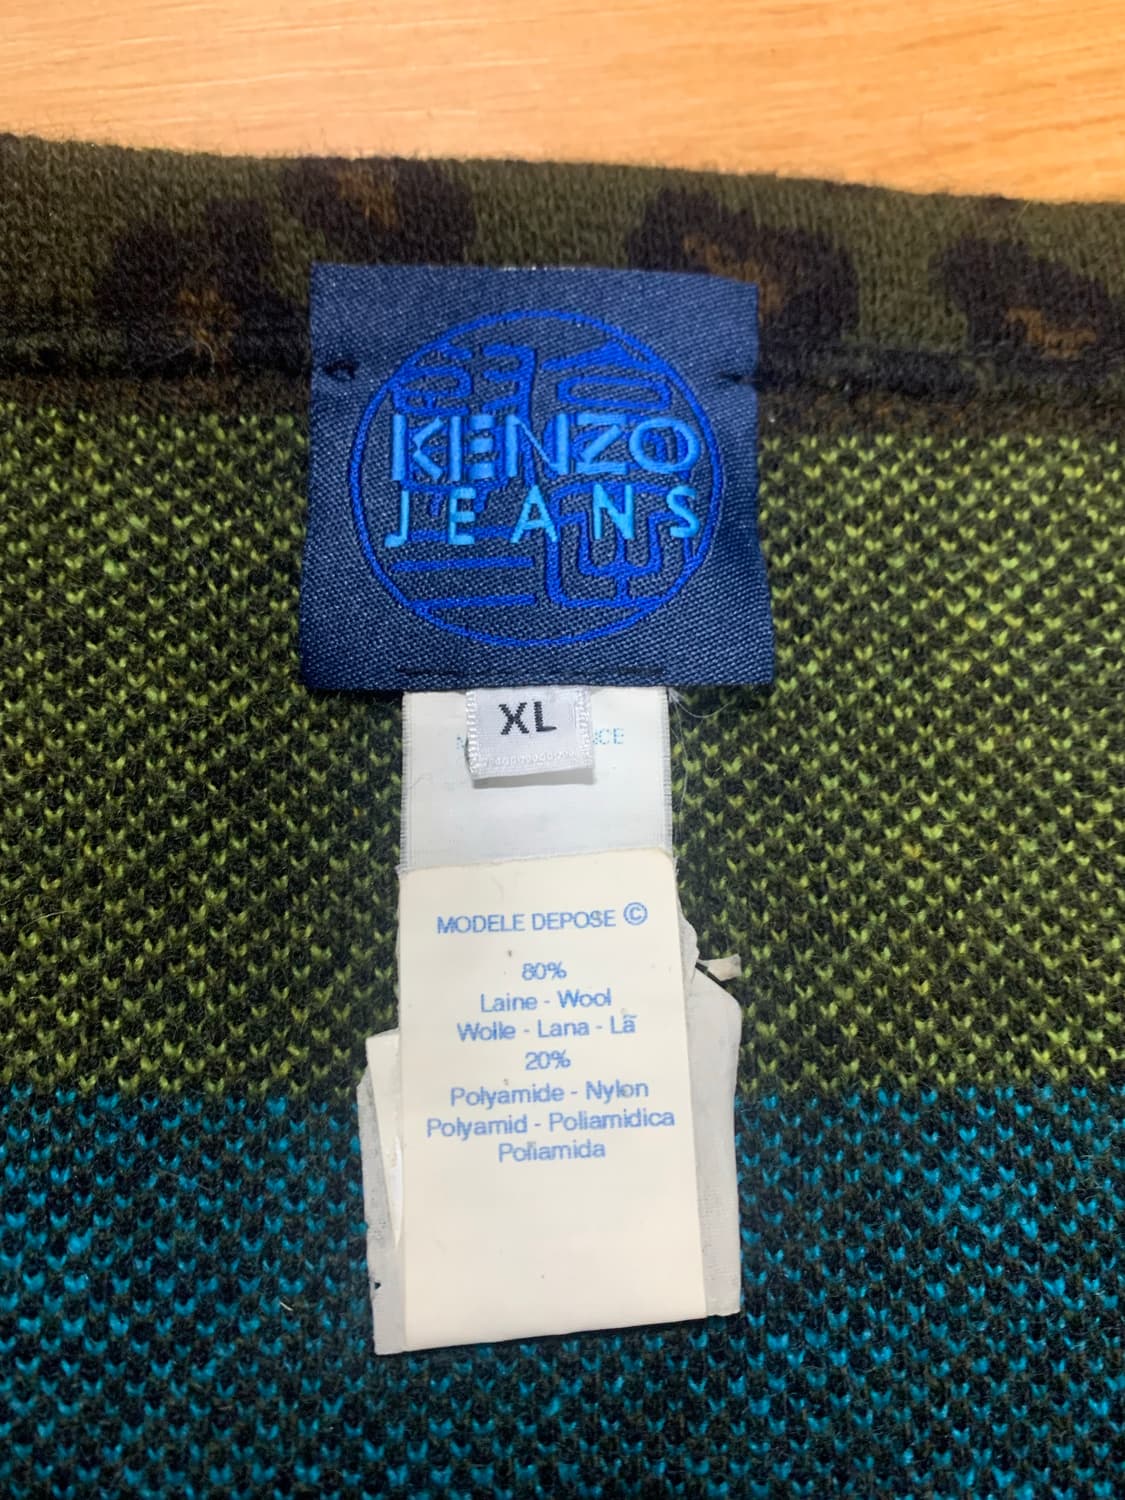 KENZO
JEANS
XL
MODELE DEPOSE ©
80%
Laine - Wool
Wolle - Lana - Lã
20%
Polyamide - Nylon
Polyamid - Poliamidica
Poliamida